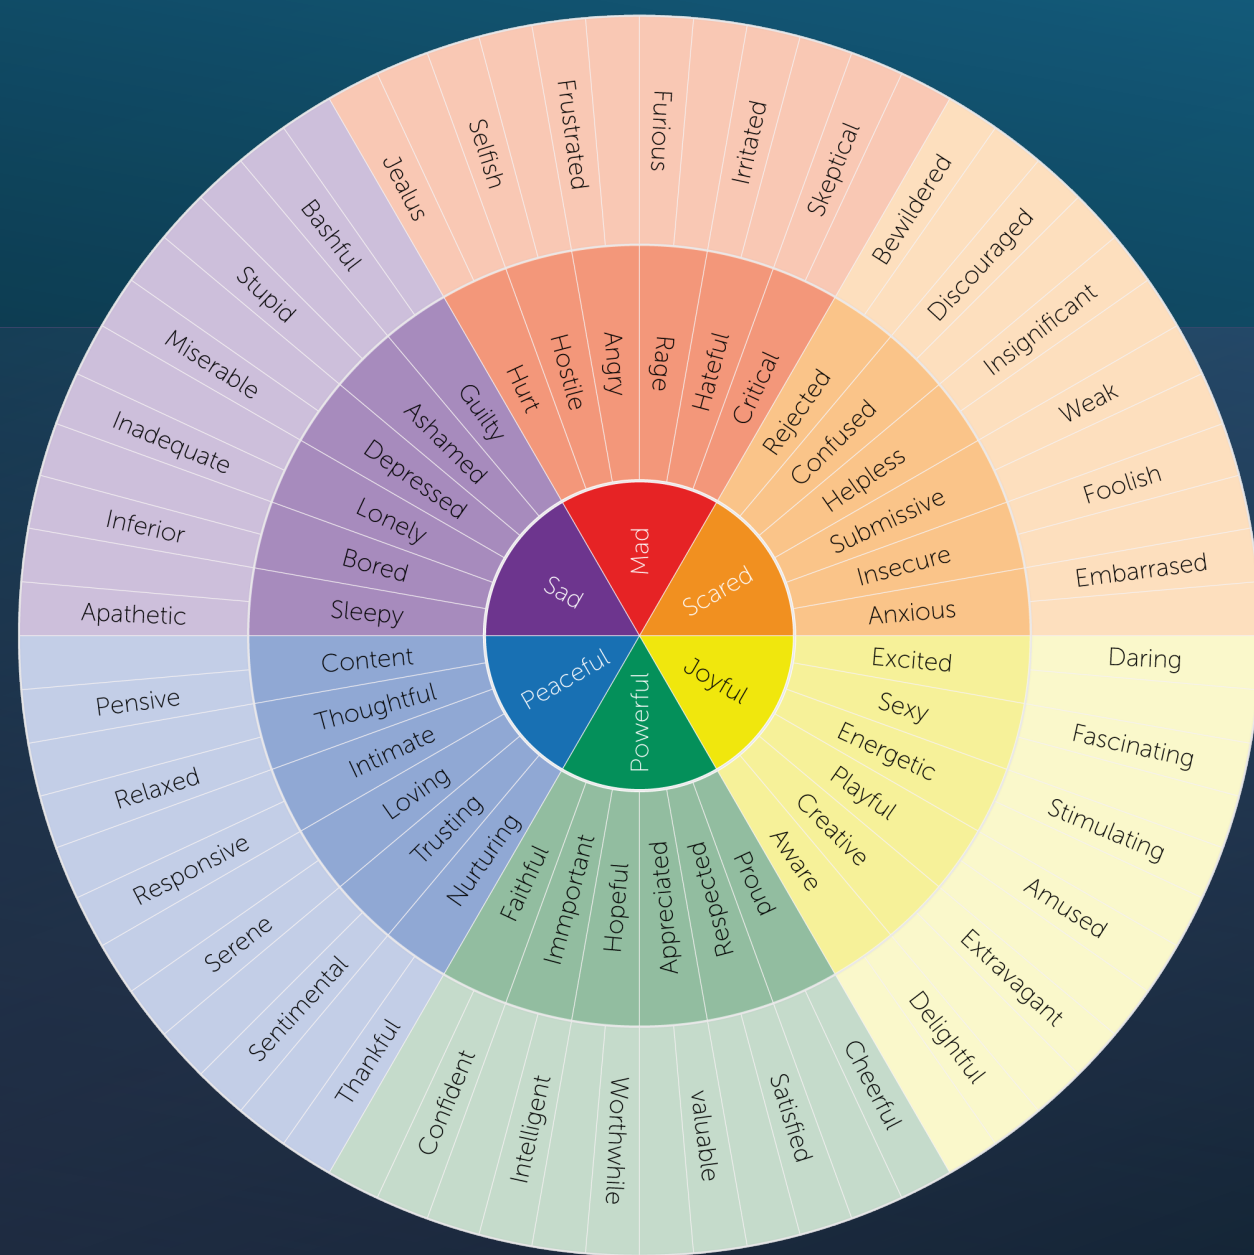 Mad
Scared
Joyful
Powerful
Peaceful
Sad
Hurt
Hostile
Angry
Rage
Hateful
Critical
Rejected
Confused
Helpless
Submissive
Insecure
Anxious
Excited
Sexy
Energetic
Playful
Creative
Aware
Proud
Respected
Appreciated
Hopeful
Immportant
Faithful
Nurturing
Trusting
Loving
Intimate
Thoughtful
Content
Sleepy
Bored
Lonely
Depressed
Ashamed
Guilty
Jealus
Selfish
Frustrated
Furious
Irritated
Skeptical
Bewildered
Discouraged
Insignificant
Weak
Foolish
Embarrased
Daring
Fascinating
Stimulating
Amused
Extravagant
Delightful
Cheerful
Satisfied
valuable
Worthwhile
Intelligent
Confident
Thankful
Sentimental
Serene
Responsive
Relaxed
Pensive
Apathetic
Inferior
Inadequate
Miserable
Stupid
Bashful